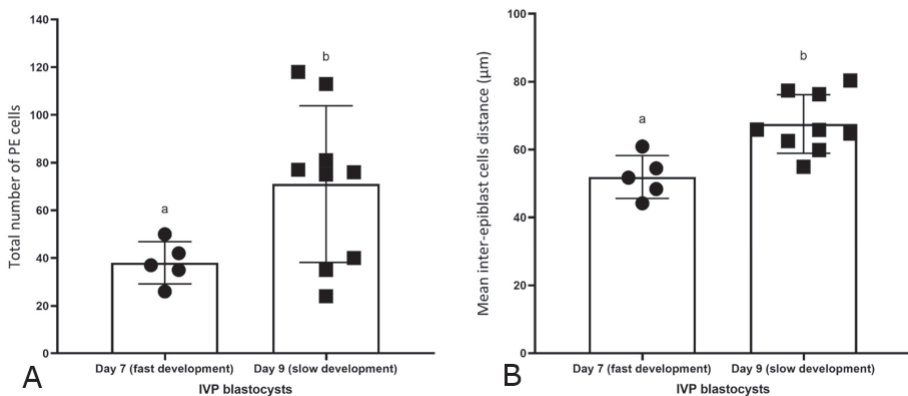 Total number of PE cells
140
120
100
80
60
40
20
0
a
b
Day 7 (fast development) Day 9 (slow development)
IVP blastocysts
A
Mean inter-epiblast cells distance (μm)
100
80
60
40
20
0
a
b
Day 7 (fast development) Day 9 (slow development)
IVP blastocysts
B